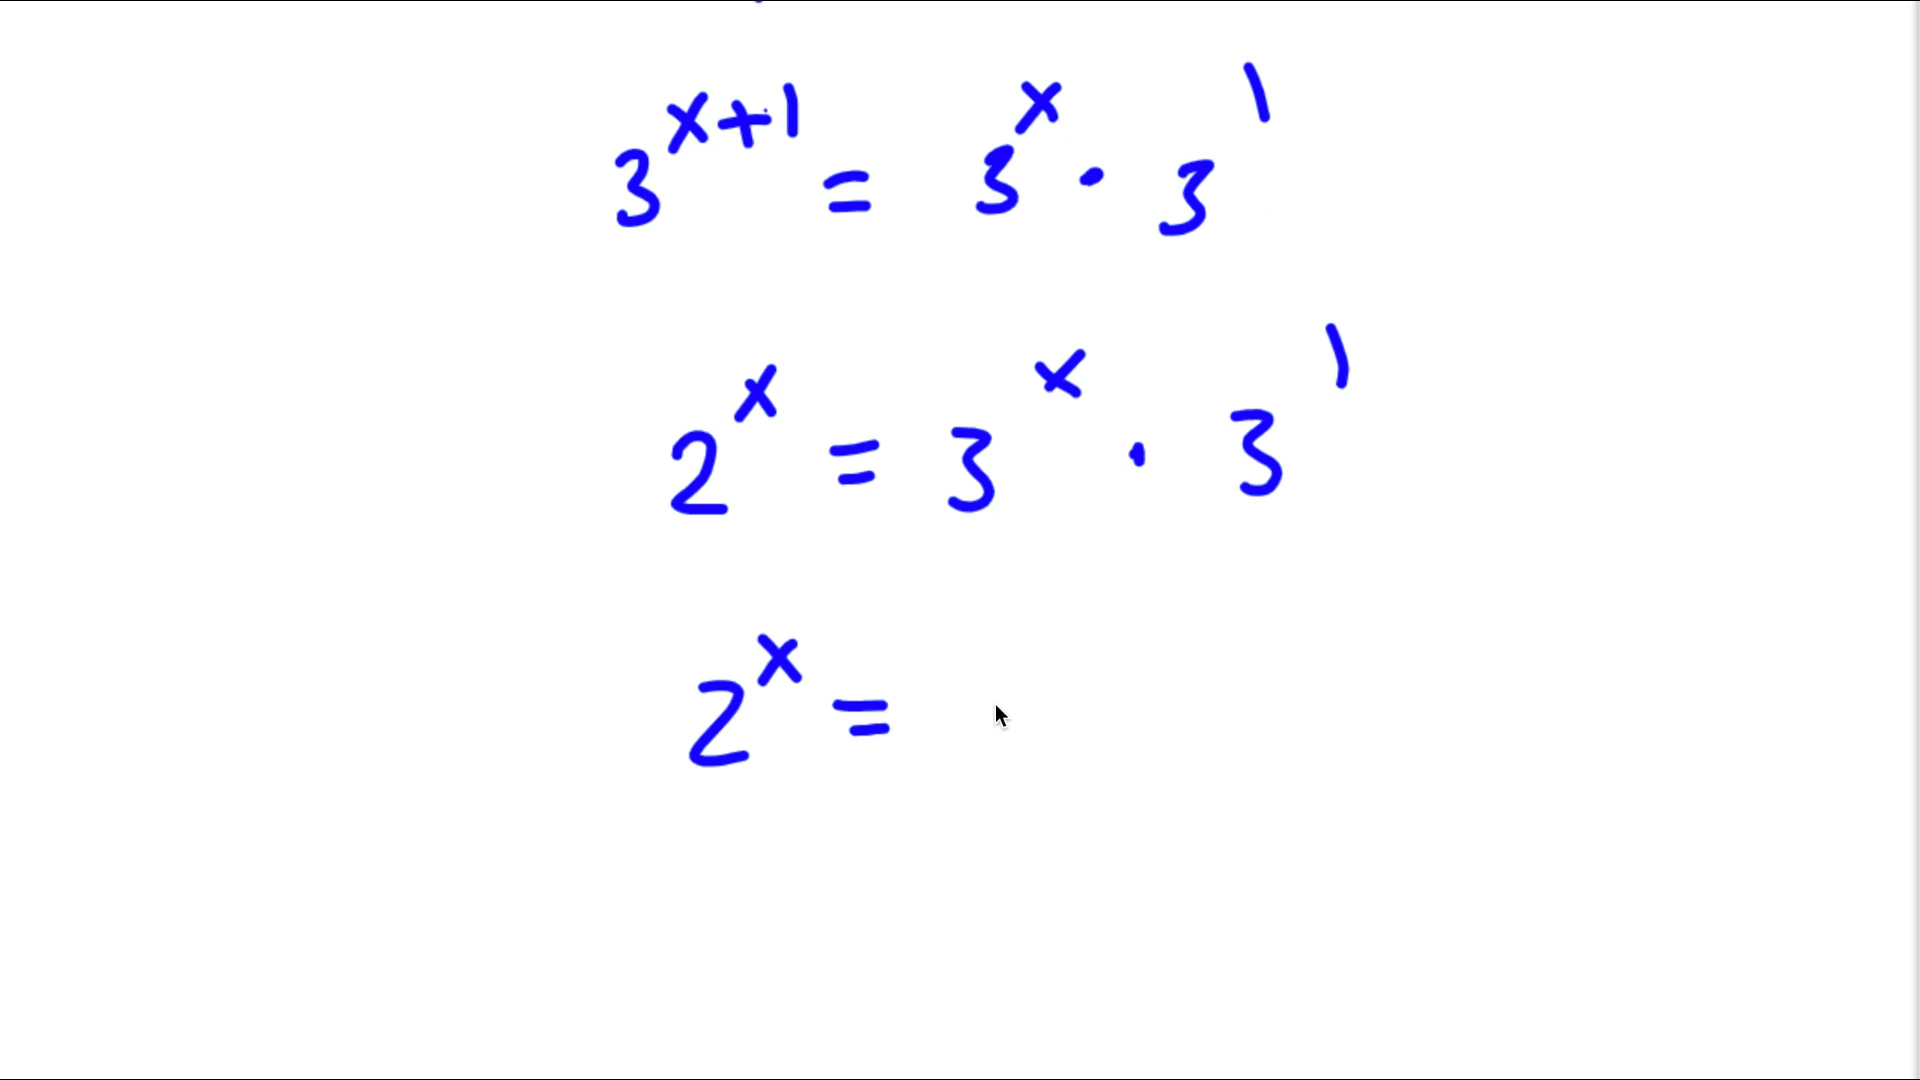 3^{x+1} = 3^x · 3^1
2^x = 3^x · 3^1
2^x =